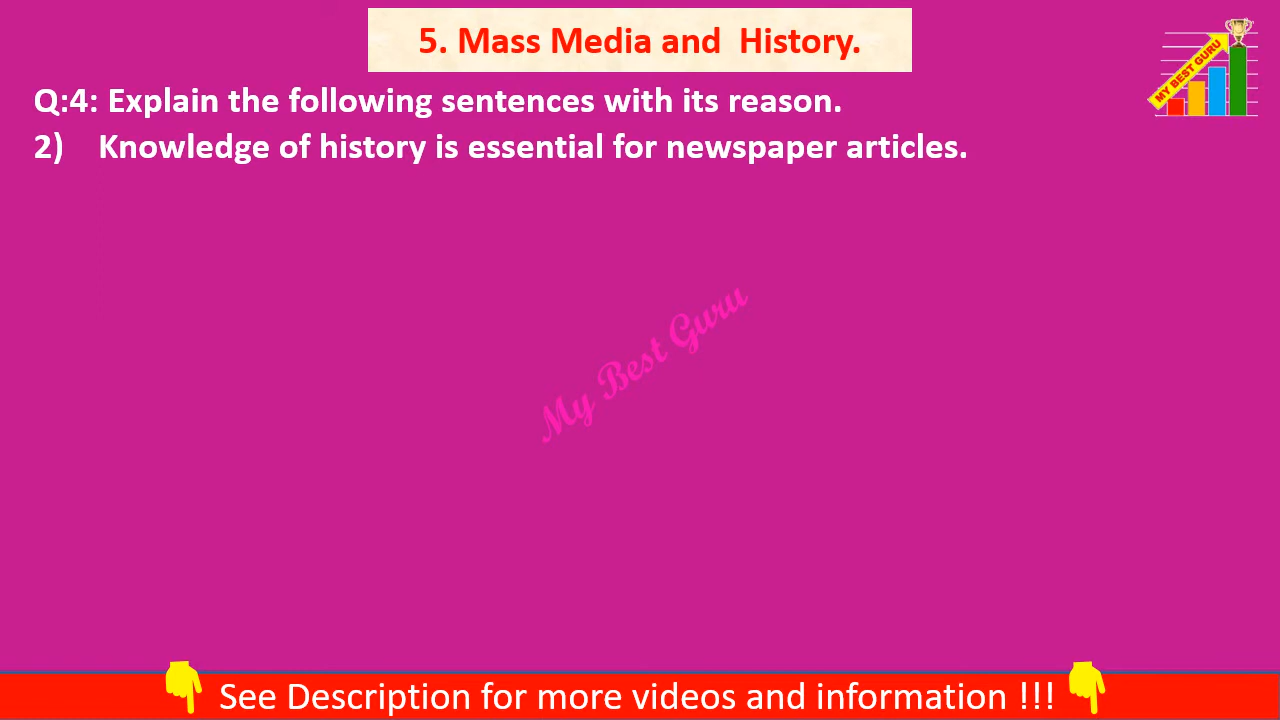 5. Mass Media and  History.
MY BEST GURU
Q:4: Explain the following sentences with its reason.
2)    Knowledge of history is essential for newspaper articles.
My Best Guru
See Description for more videos and information !!!